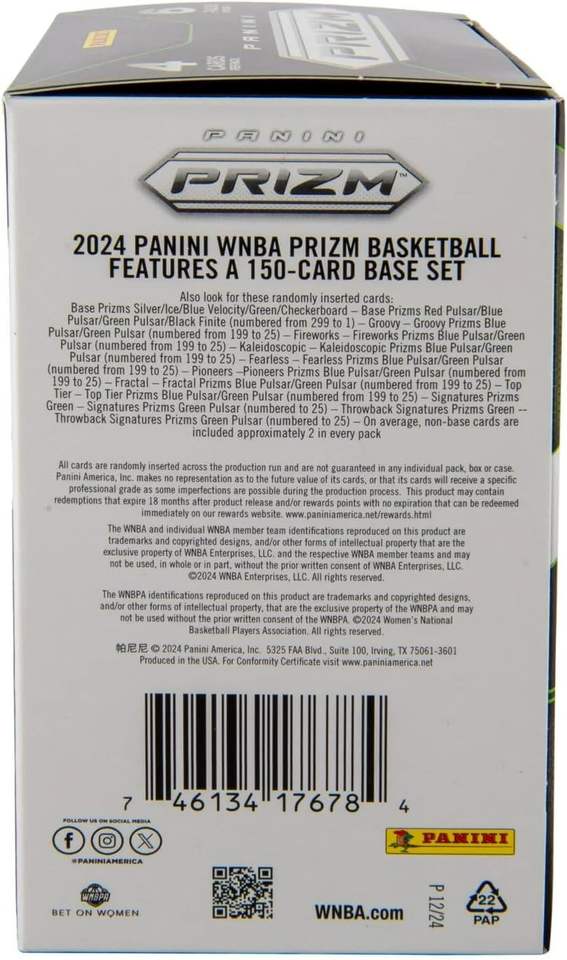 PANINI
4 CARDS
PANINI
PRIZM
PANINI
PRIZM™
2024 PANINI WNBA PRIZM BASKETBALL
FEATURES A 150-CARD BASE SET
Also look for these randomly inserted cards:
Base Prizms Silver/Ice/Blue Velocity/Green/Checkerboard – Base Prizms Red Pulsar/Blue
Pulsar/Green Pulsar/Black Finite (numbered from 299 to 1) – Groovy – Groovy Prizms Blue
Pulsar/Green Pulsar (numbered from 199 to 25) – Fireworks – Fireworks Prizms Blue Pulsar/Green
Pulsar (numbered from 199 to 25) – Kaleidoscopic – Kaleidoscopic Prizms Blue Pulsar/Green
Pulsar (numbered from 199 to 25) – Fearless – Fearless Prizms Blue Pulsar/Green Pulsar
(numbered from 199 to 25) – Pioneers –Pioneers Prizms Blue Pulsar/Green Pulsar (numbered from
199 to 25) – Fractal – Fractal Prizms Blue Pulsar/Green Pulsar (numbered from 199 to 25) – Top
Tier – Top Tier Prizms Blue Pulsar/Green Pulsar (numbered from 199 to 25) – Signatures Prizms
Green – Signatures Prizms Green Pulsar (numbered to 25) – Throwback Signatures Prizms Green --
Throwback Signatures Prizms Green Pulsar (numbered to 25) – On average, non-base cards are
included approximately 2 in every pack
All cards are randomly inserted across the production run and are not guaranteed in any individual pack, box or case.
Panini America, Inc. makes no representation as to the future value of its cards, or that its cards will receive a specific
professional grade as some imperfections are possible during the production process. This product may contain
redemptions that expire 18 months after product release and/or rewards points with no expiration that can be redeemed
immediately on our rewards website. www.paniniamerica.net/rewards.html
The WNBA and individual WNBA member team identifications reproduced on this product are
trademarks and copyrighted designs, and/or other forms of intellectual property that are the
exclusive property of WNBA Enterprises, LLC. and the respective WNBA member teams and may
not be used, in whole or in part, without the prior written consent of WNBA Enterprises, LLC.
©2024 WNBA Enterprises, LLC. All rights reserved.
The WNBPA identifications reproduced on this product are trademarks and copyrighted designs,
and/or other forms of intellectual property, that are the exclusive property of the WNBPA and may
not be used without the prior written consent of the WNBPA. ©2024 Women's National
Basketball Players Association. All rights reserved.
帕尼尼 © 2024 Panini America, Inc. 5325 FAA Blvd., Suite 100, Irving, TX 75061-3601
Produced in the USA. For Conformity Certificate visit www.paniniamerica.net
7 46134 17678 4
FOLLOW US ON SOCIAL MEDIA
@PANINIAMERICA
PANINI
WNBPA
BET ON WOMEN
WNBA.com
P 12/24
22
PAP